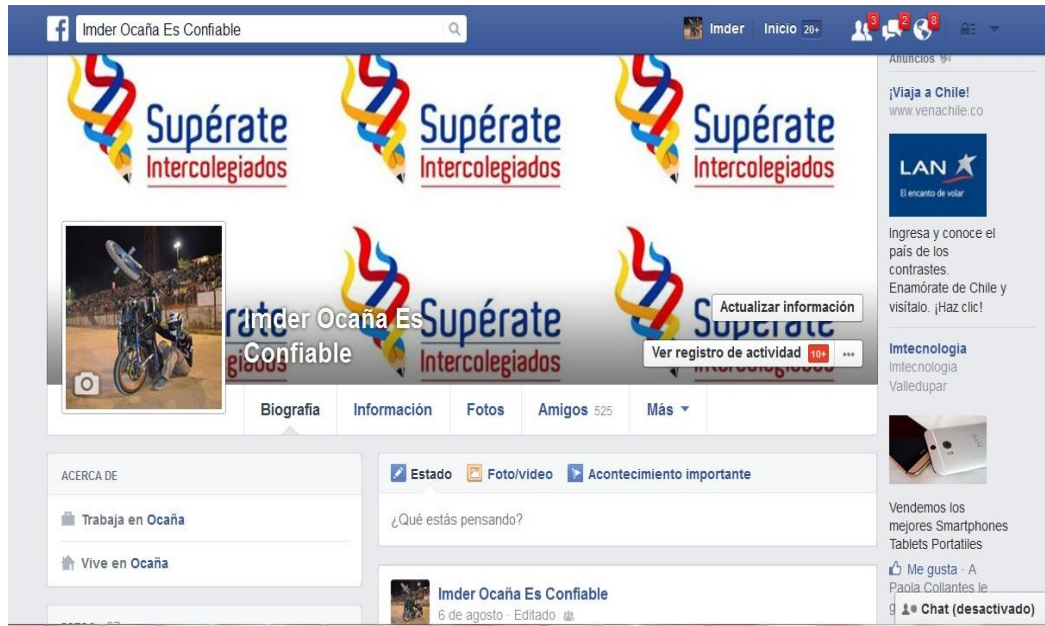 Imder Ocaña Es Confiable
Imder Inicio 20+ 3 2 8
Supérate Supérate Supérate
Intercolegiados Intercolegiados Intercolegiados
Supérate Supérate
Intercolegiados
Imder Ocaña Es
Confiable
Actualizar información
Ver registro de actividad 10+ ...
Biografía Información Fotos Amigos 525 Más
ACERCA DE
Trabaja en Ocaña
Vive en Ocaña
Estado Foto/video Acontecimiento importante
¿Qué estás pensando?
Imder Ocaña Es Confiable
6 de agosto · Editado
Anuncios
¡Viaja a Chile!
www.venachile.co
LAN
El encanto de volar
Ingresa y conoce el
país de los
contrastes.
Enamórate de Chile y
visítalo. ¡Haz clic!
Imtecnologia
Imtecnologia
Valledupar
Vendemos los
mejores Smartphones
Tablets Portatiles
Me gusta · A
Paola Collantes le
Chat (desactivado)